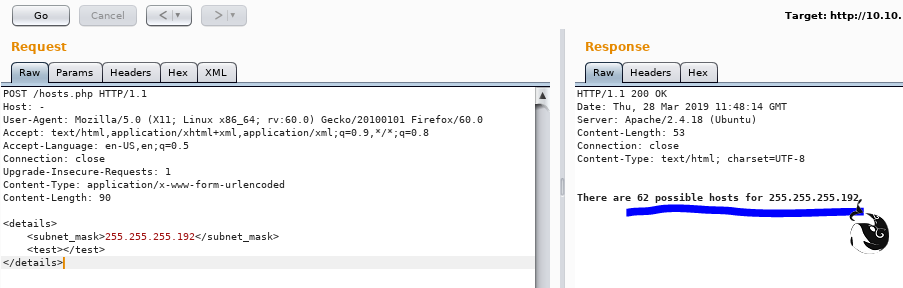 Go Cancel < > Target: http://10.10.
Request
Raw Params Headers Hex XML
POST /hosts.php HTTP/1.1
Host: -
User-Agent: Mozilla/5.0 (X11; Linux x86_64; rv:60.0) Gecko/20100101 Firefox/60.0
Accept: text/html,application/xhtml+xml,application/xml;q=0.9,*/*;q=0.8
Accept-Language: en-US,en;q=0.5
Connection: close
Upgrade-Insecure-Requests: 1
Content-Type: application/x-www-form-urlencoded
Content-Length: 90
<details>
<subnet_mask>255.255.255.192</subnet_mask>
<test></test>
</details>
Response
Raw Headers Hex
HTTP/1.1 200 OK
Date: Thu, 28 Mar 2019 11:48:14 GMT
Server: Apache/2.4.18 (Ubuntu)
Content-Length: 53
Connection: close
Content-Type: text/html; charset=UTF-8
There are 62 possible hosts for 255.255.255.192